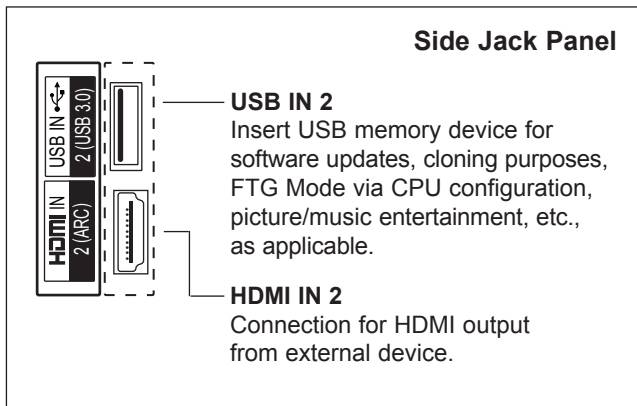 Side Jack Panel
USB IN
2 (USB 3.0)
HDMI IN
2 (ARC)
USB IN 2
Insert USB memory device for
software updates, cloning purposes,
FTG Mode via CPU configuration,
picture/music entertainment, etc.,
as applicable.
HDMI IN 2
Connection for HDMI output
from external device.